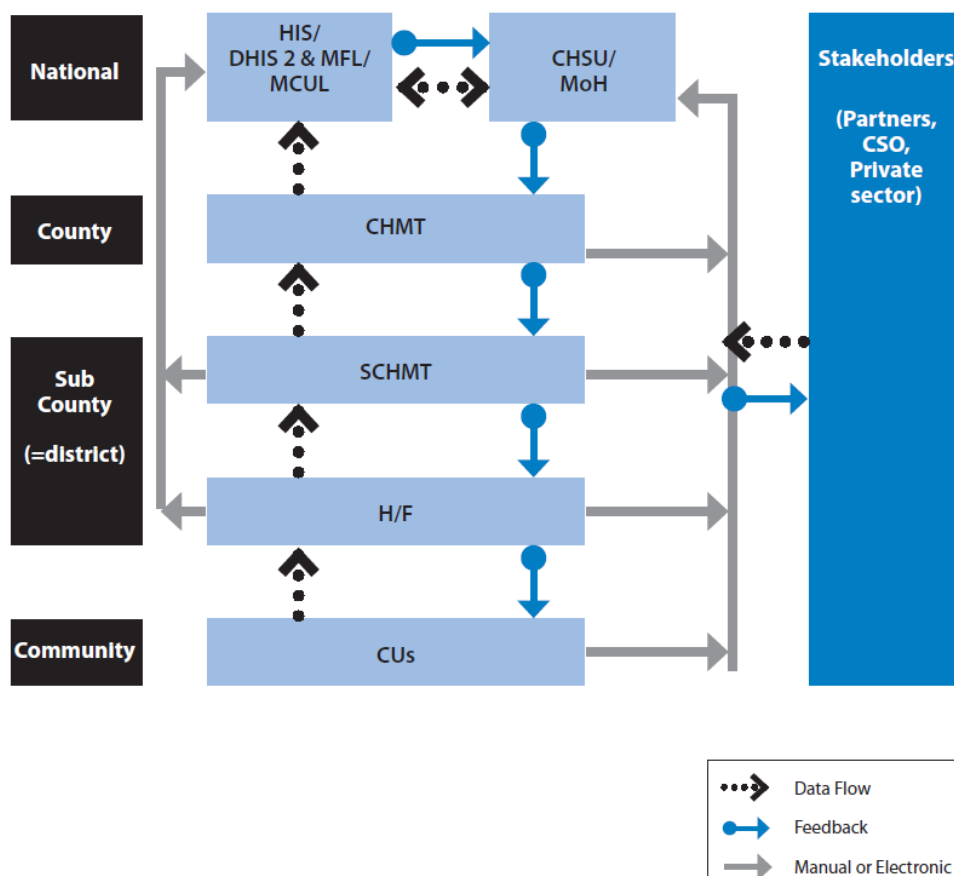 National
HIS/
DHIS 2 & MFL/
MCUL
CHSU/
MoH
Stakeholders
(Partners,
CSO,
Private
sector)
County
CHMT
Sub
County
(=district)
SCHMT
H/F
Community
CUs
Data Flow
Feedback
Manual or Electronic